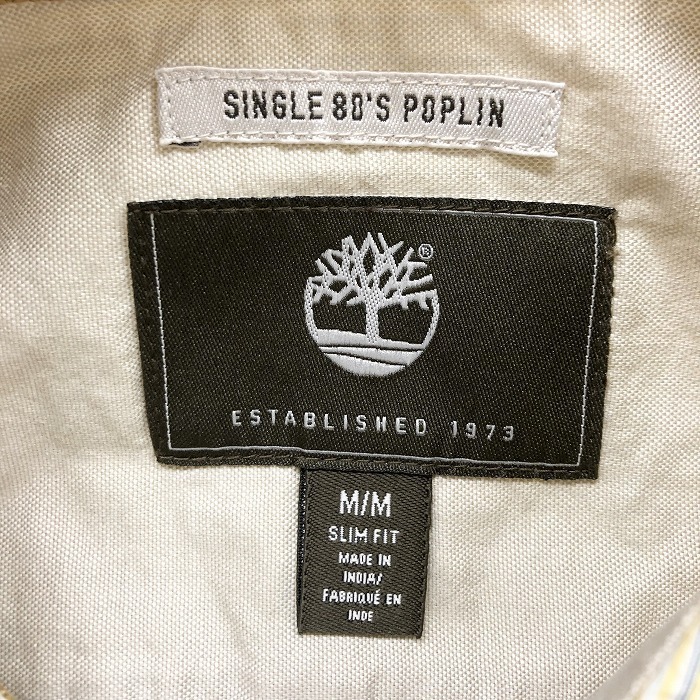 SINGLE 80'S POPLIN
®
ESTABLISHED 1973
M/M
SLIM FIT
MADE IN
INDIA/
FABRIQUÉ EN
INDE